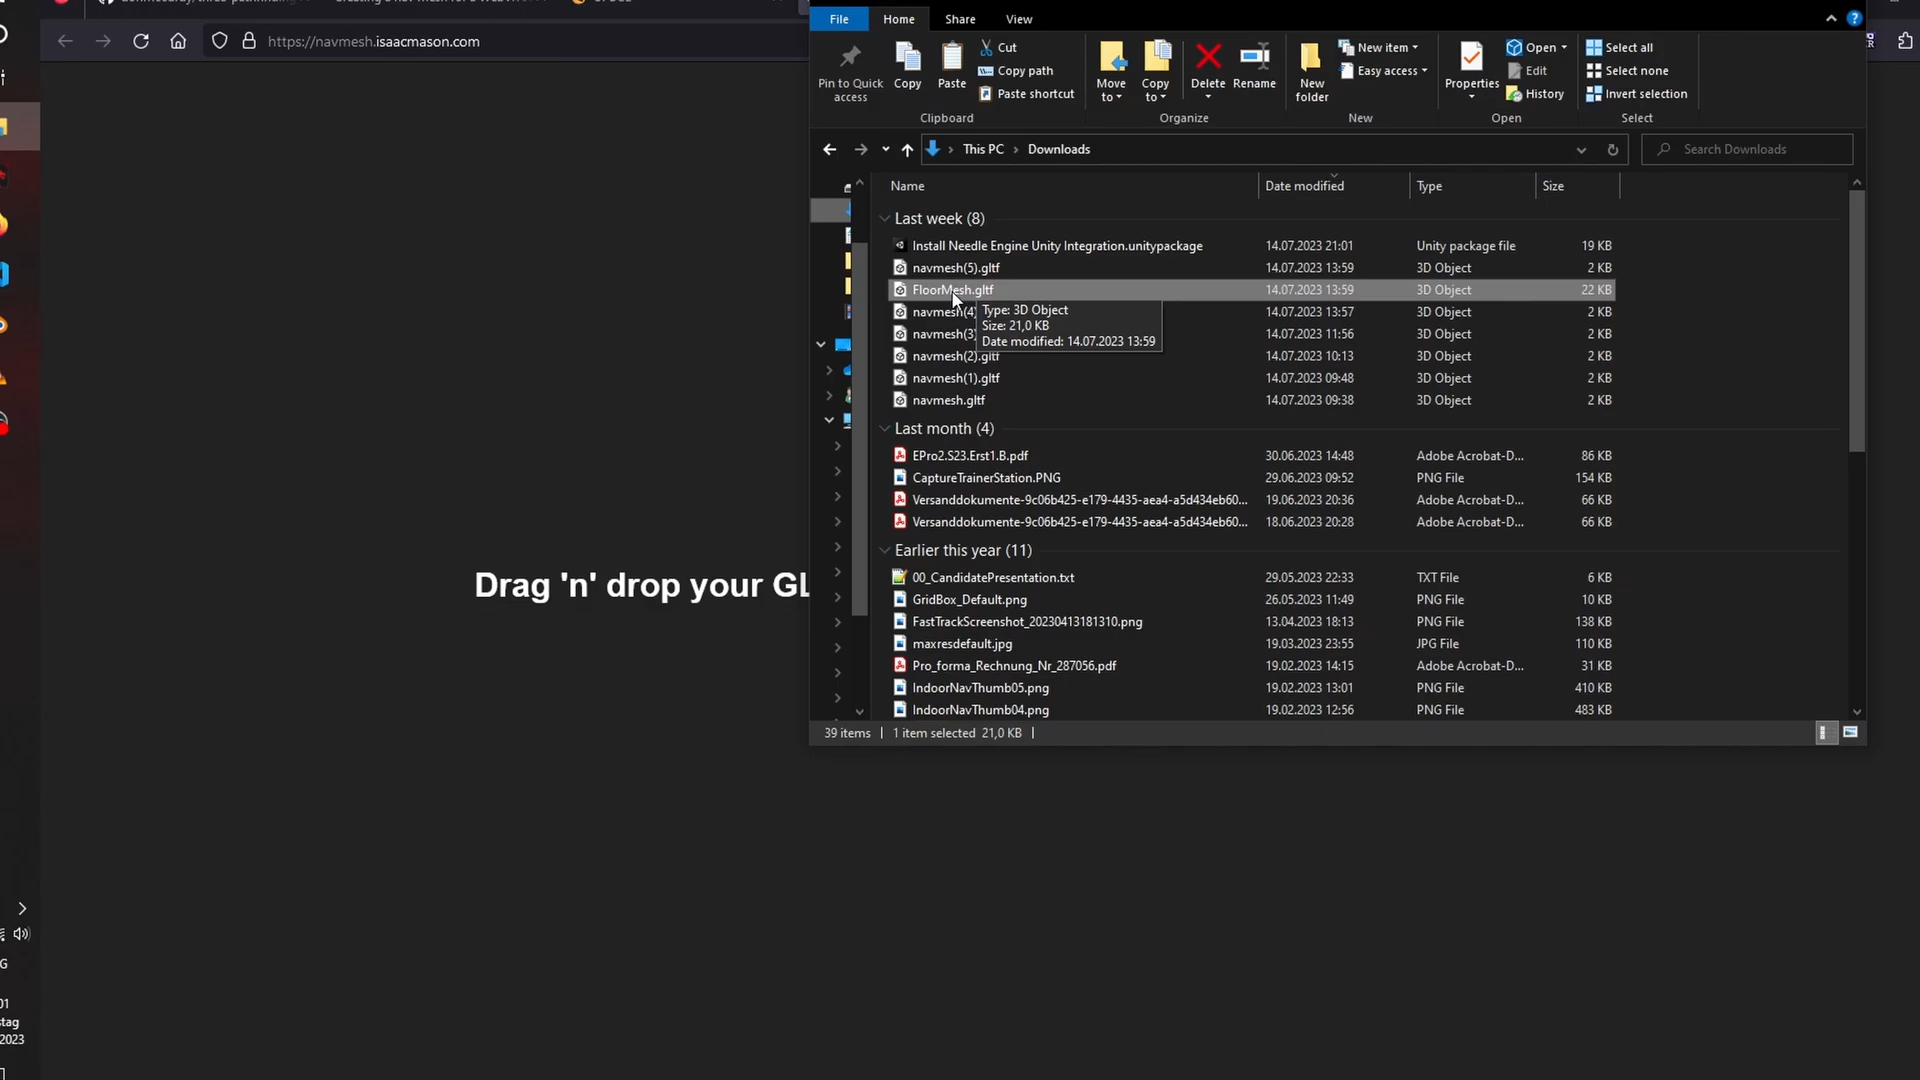 https://navmesh.isaacmason.com
File Home Share View
Pin to Quick access
Copy
Paste
Cut
Copy path
Paste shortcut
Clipboard
Move to
Copy to
Delete
Rename
Organize
New folder
New item
Easy access
New
Properties
Open
Edit
History
Open
Select all
Select none
Invert selection
Select
This PC › Downloads
Search Downloads
Name Date modified Type Size
Last week (8)
Install Needle Engine Unity Integration.unitypackage 14.07.2023 21:01 Unity package file 19 KB
navmesh(5).gltf 14.07.2023 13:59 3D Object 2 KB
FloorMesh.gltf 14.07.2023 13:59 3D Object 22 KB
navmesh(4) 14.07.2023 13:57 3D Object 2 KB
navmesh(3) 14.07.2023 11:56 3D Object 2 KB
navmesh(2).gltf 14.07.2023 10:13 3D Object 2 KB
navmesh(1).gltf 14.07.2023 09:48 3D Object 2 KB
navmesh.gltf 14.07.2023 09:38 3D Object 2 KB
Type: 3D Object
Size: 21,0 KB
Date modified: 14.07.2023 13:59
Last month (4)
EPro2.S23.Erst1.B.pdf 30.06.2023 14:48 Adobe Acrobat-D... 86 KB
CaptureTrainerStation.PNG 29.06.2023 09:52 PNG File 154 KB
Versanddokumente-9c06b425-e179-4435-aea4-a5d434eb60... 19.06.2023 20:36 Adobe Acrobat-D... 66 KB
Versanddokumente-9c06b425-e179-4435-aea4-a5d434eb60... 18.06.2023 20:28 Adobe Acrobat-D... 66 KB
Earlier this year (11)
00_CandidatePresentation.txt 29.05.2023 22:33 TXT File 6 KB
GridBox_Default.png 26.05.2023 11:49 PNG File 10 KB
FastTrackScreenshot_20230413181310.png 13.04.2023 18:13 PNG File 138 KB
maxresdefault.jpg 19.03.2023 23:55 JPG File 110 KB
Pro_forma_Rechnung_Nr_287056.pdf 19.02.2023 14:15 Adobe Acrobat-D... 31 KB
IndoorNavThumb05.png 19.02.2023 13:01 PNG File 410 KB
IndoorNavThumb04.png 19.02.2023 12:56 PNG File 483 KB
39 items 1 item selected 21,0 KB
Drag 'n' drop your GL
G
01
stag
2023